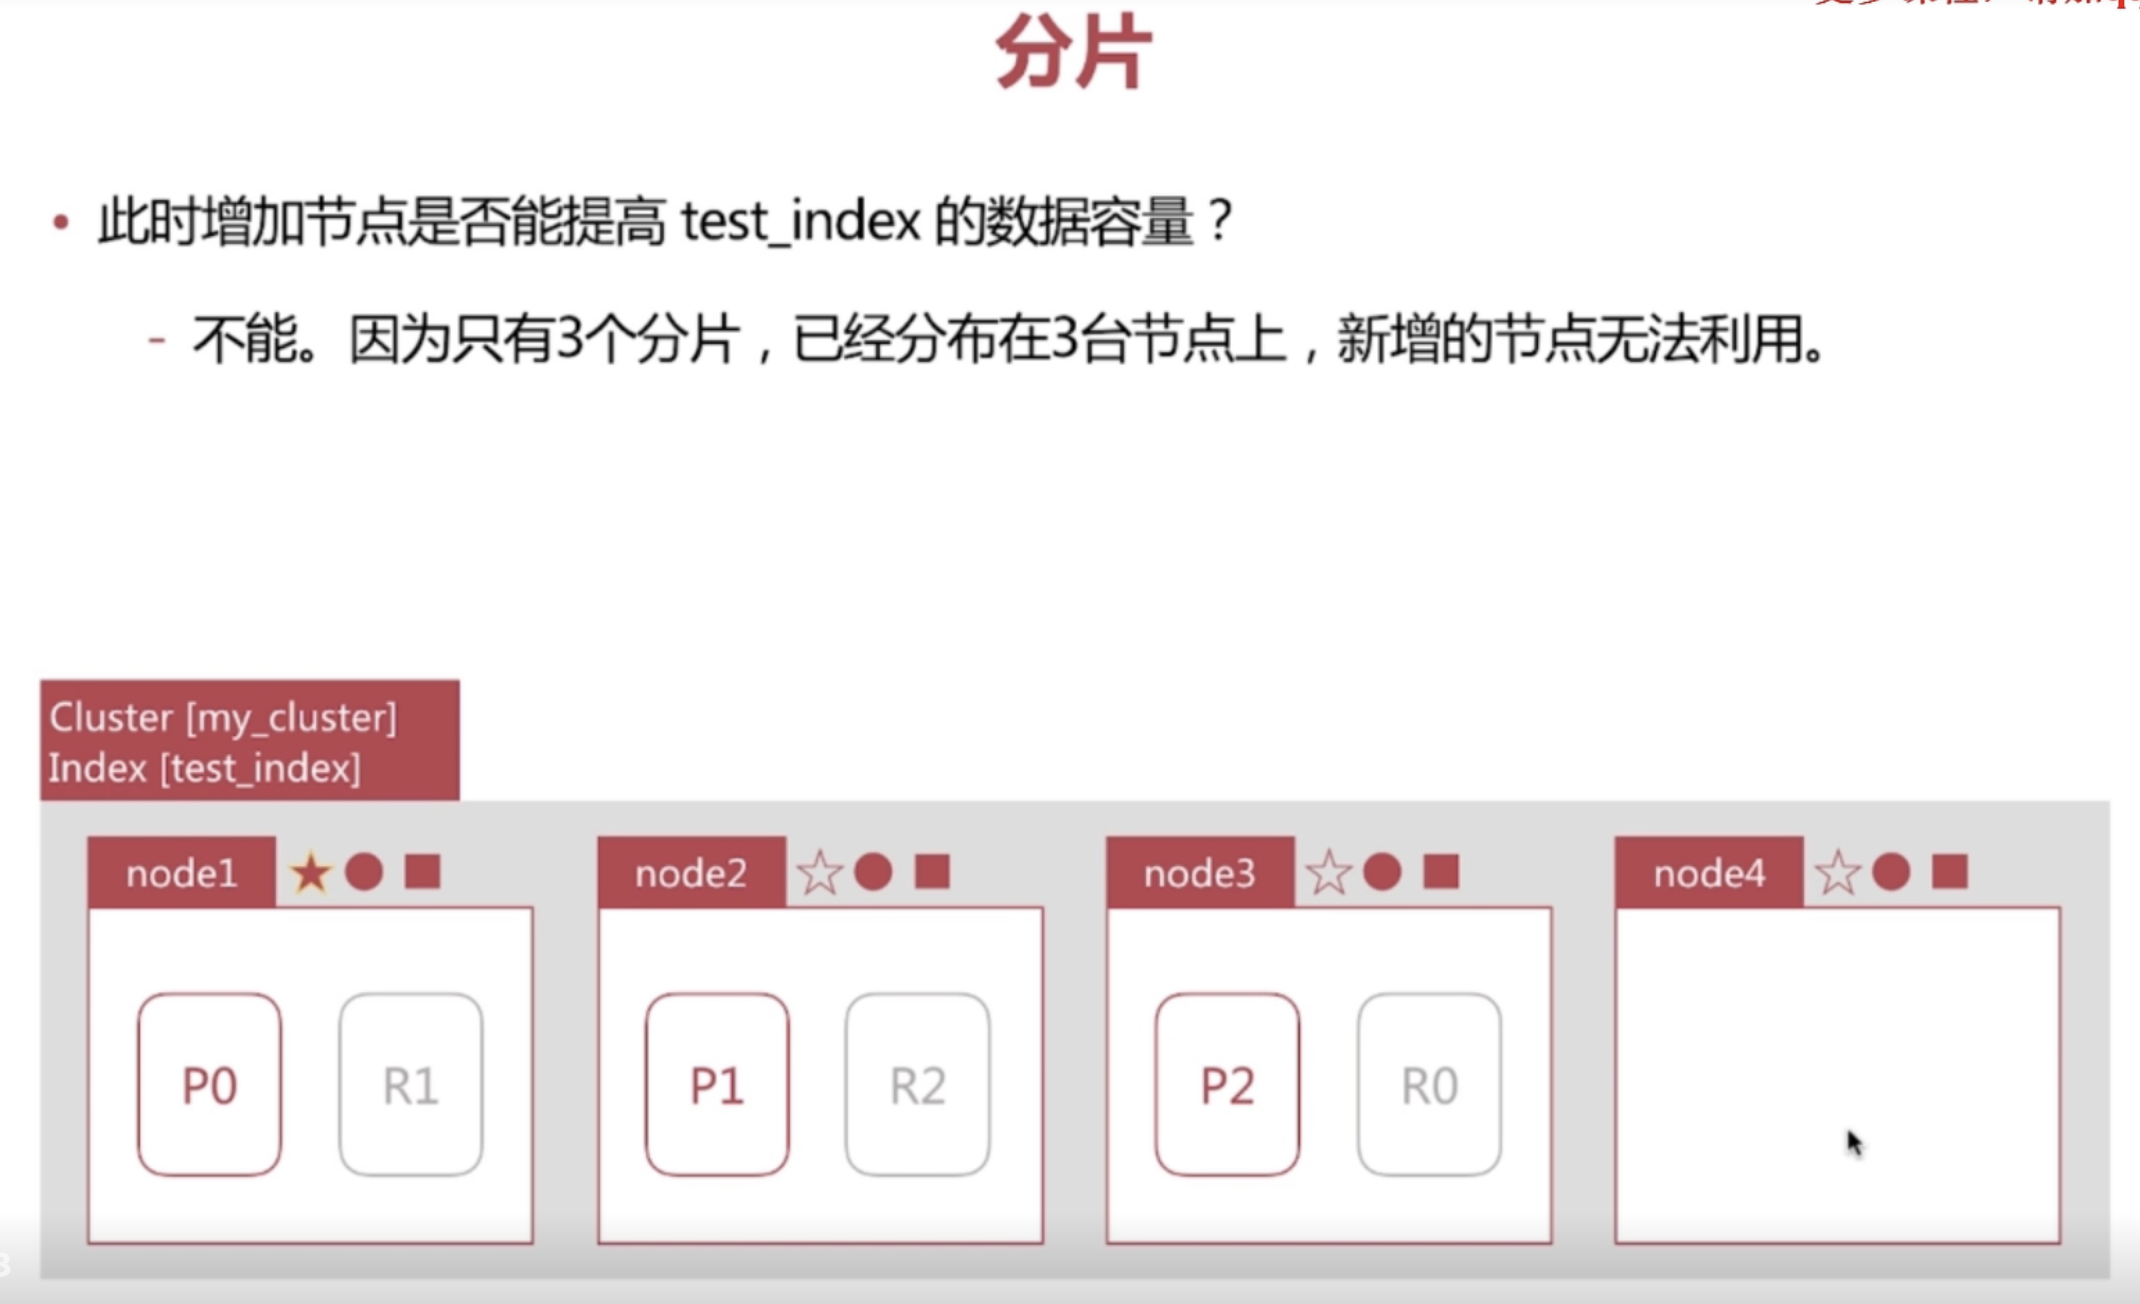 分片
此时增加节点是否能提高 test_index 的数据容量？
- 不能。因为只有3个分片，已经分布在3台节点上，新增的节点无法利用。
Cluster [my_cluster]
Index [test_index]
node1
node2
node3
node4
P0
R1
P1
R2
P2
R0